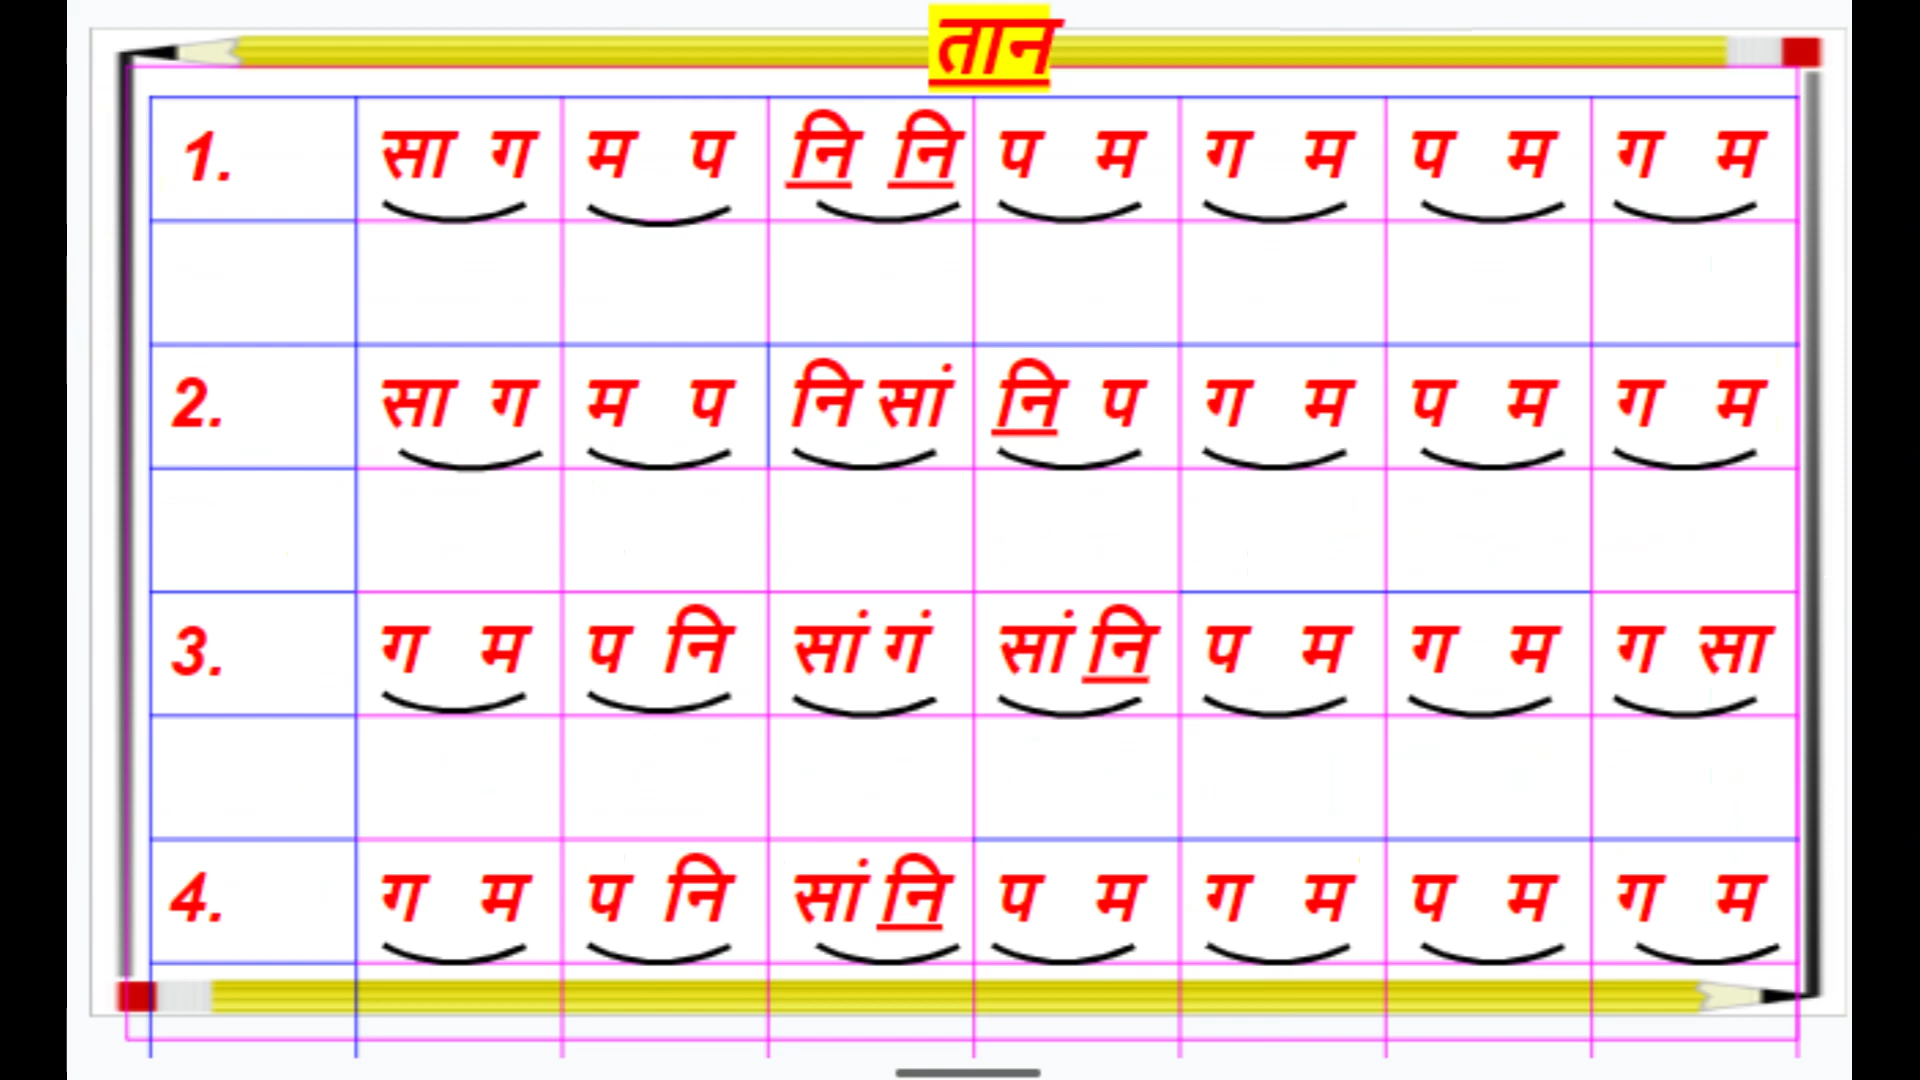 तान
1. सा ग म प नि नि प म ग म प म ग म
2. सा ग म प नि सां नि प ग म प म ग म
3. ग म प नि सां गं सां नि प म ग म ग सा
4. ग म प नि सां नि प म ग म प म ग म